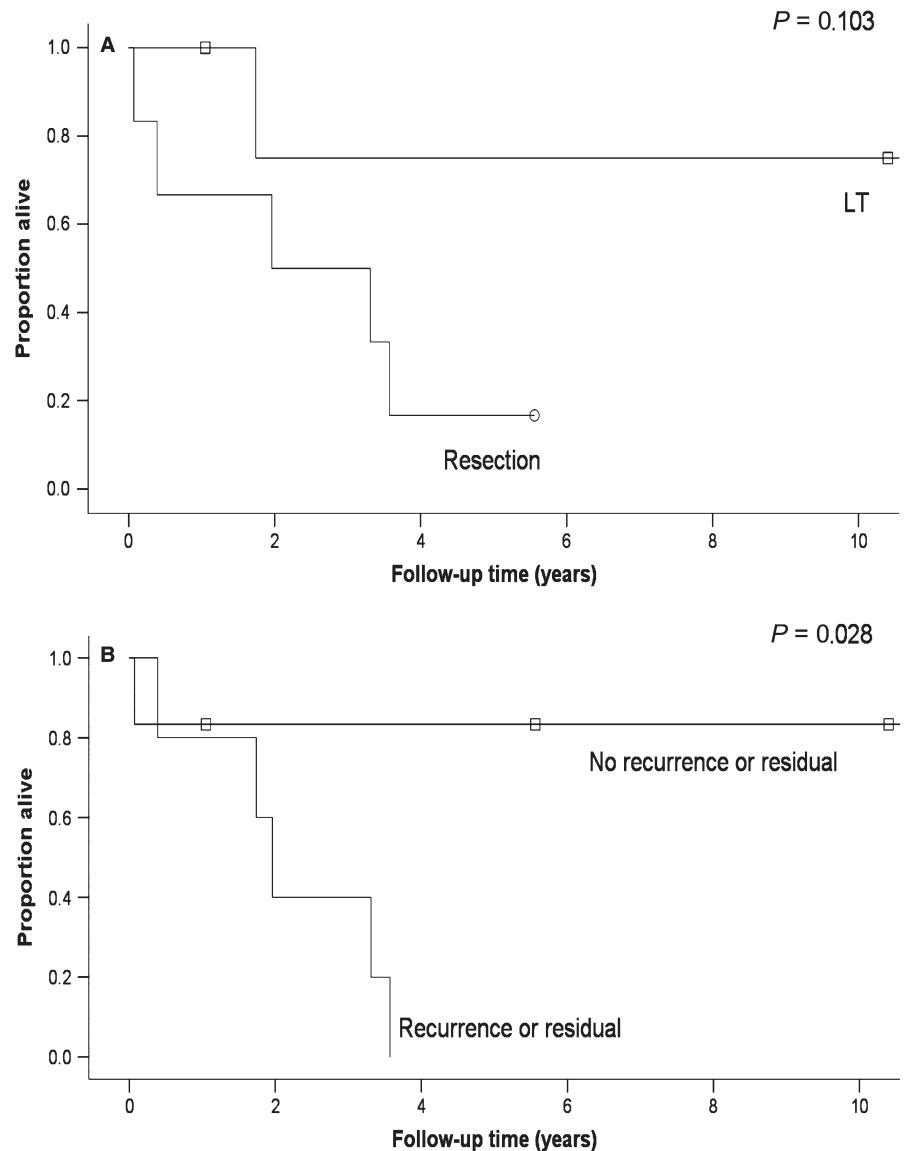 P = 0.103
A
1.0
0.8
0.6
0.4
0.2
0.0
Proportion alive
LT
Resection
0 2 4 6 8 10
Follow-up time (years)
P = 0.028
B
1.0
0.8
0.6
0.4
0.2
0.0
Proportion alive
No recurrence or residual
Recurrence or residual
0 2 4 6 8 10
Follow-up time (years)